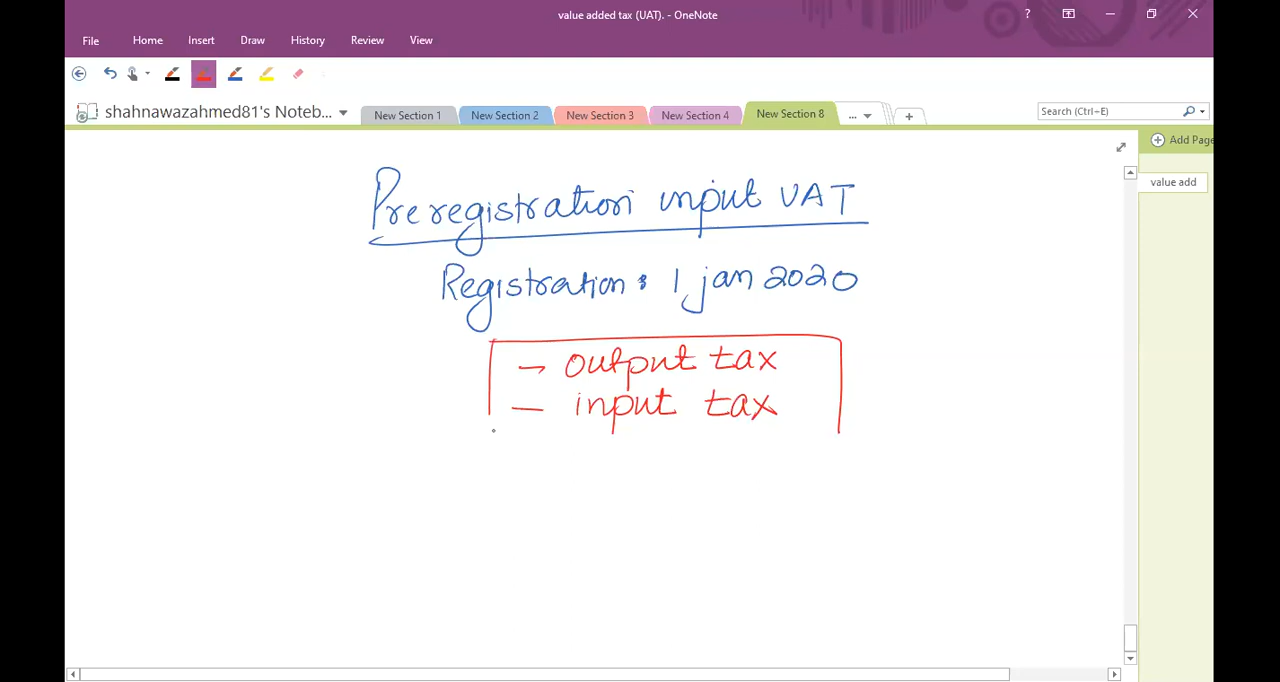 value added tax (UAT). - OneNote
?
File Home Insert Draw History Review View
shahnawazahmed81's Noteb... New Section 1 New Section 2 New Section 3 New Section 4 New Section 8 ... +
Search (Ctrl+E)
Add Page
value add
Preregistration input VAT
Registration : 1 jan 2020
→ output tax
— input tax